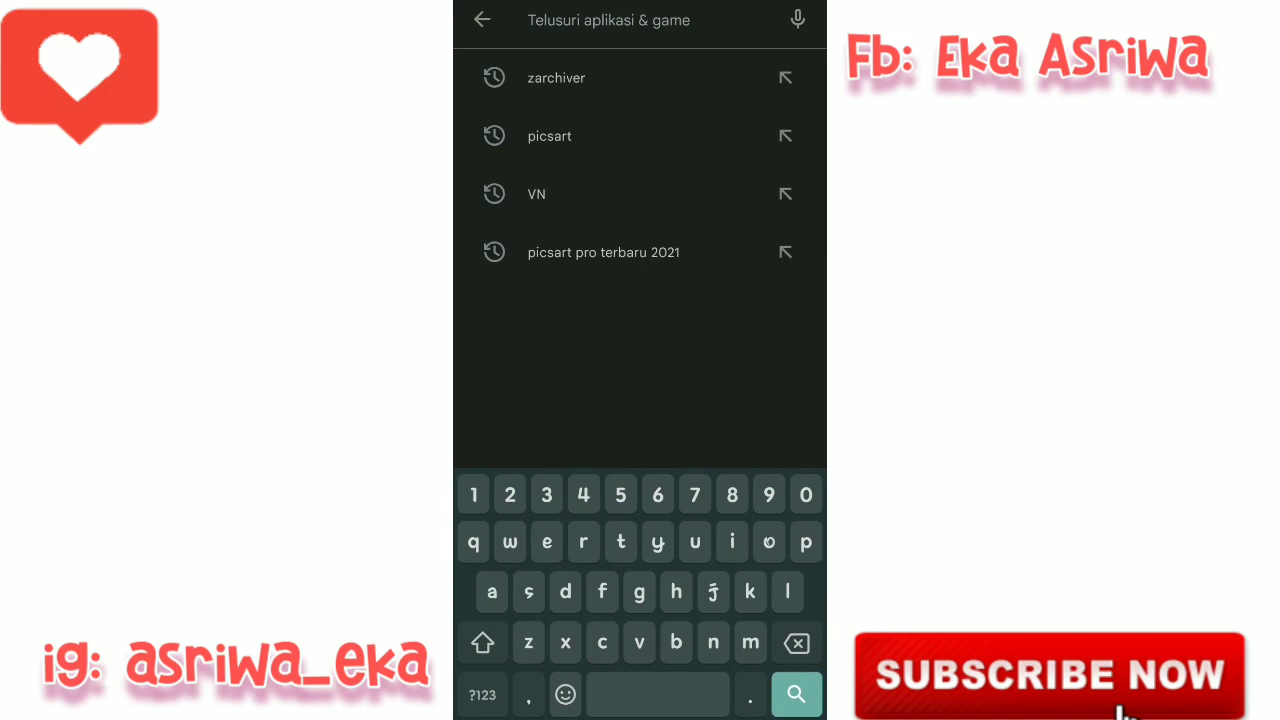 Telusuri aplikasi & game
Fb: Eka Asriwa
zarchiver
picsart
VN
picsart pro terbaru 2021
1 2 3 4 5 6 7 8 9 0
q w e r t y u i o p
a s d f g h j k l
z x c v b n m
?123 , .
ig: asriwa_eka
SUBSCRIBE NOW